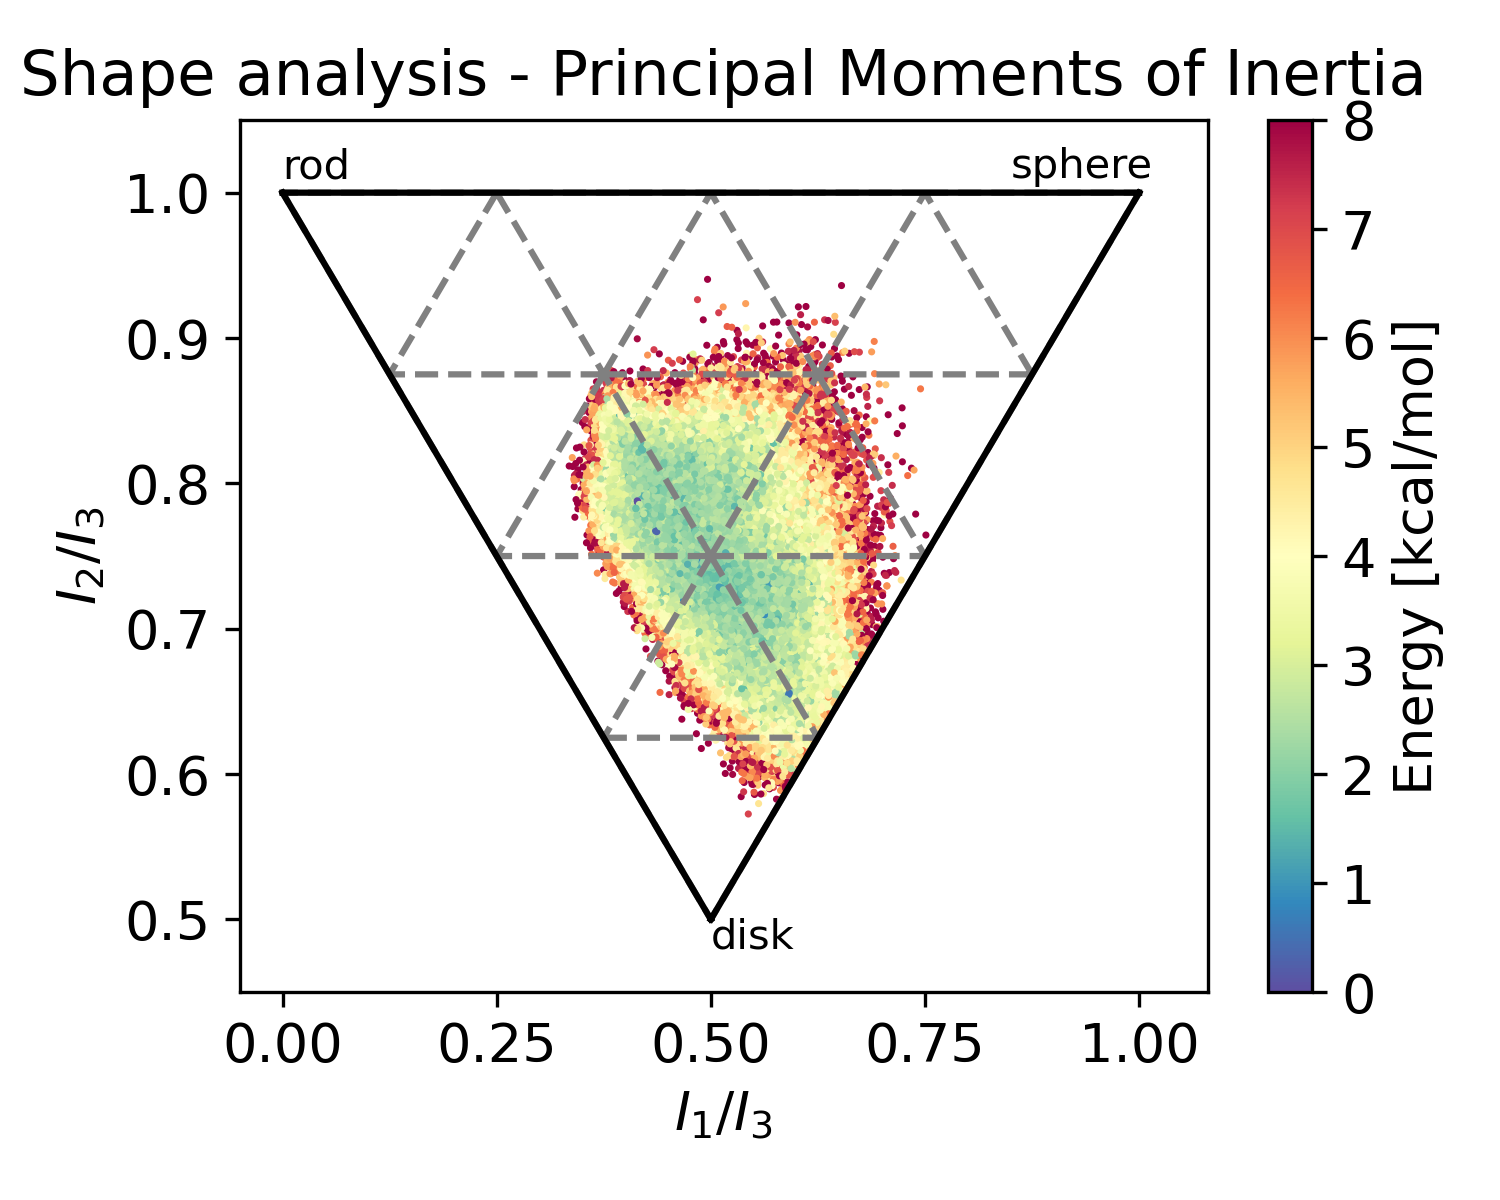 Shape analysis - Principal Moments of Inertia
rod
sphere
disk
1.0
0.9
0.8
0.7
0.6
0.5
I₂/I₃
0.00 0.25 0.50 0.75 1.00
I₁/I₃
8
7
6
5
4
3
2
1
0
Energy [kcal/mol]